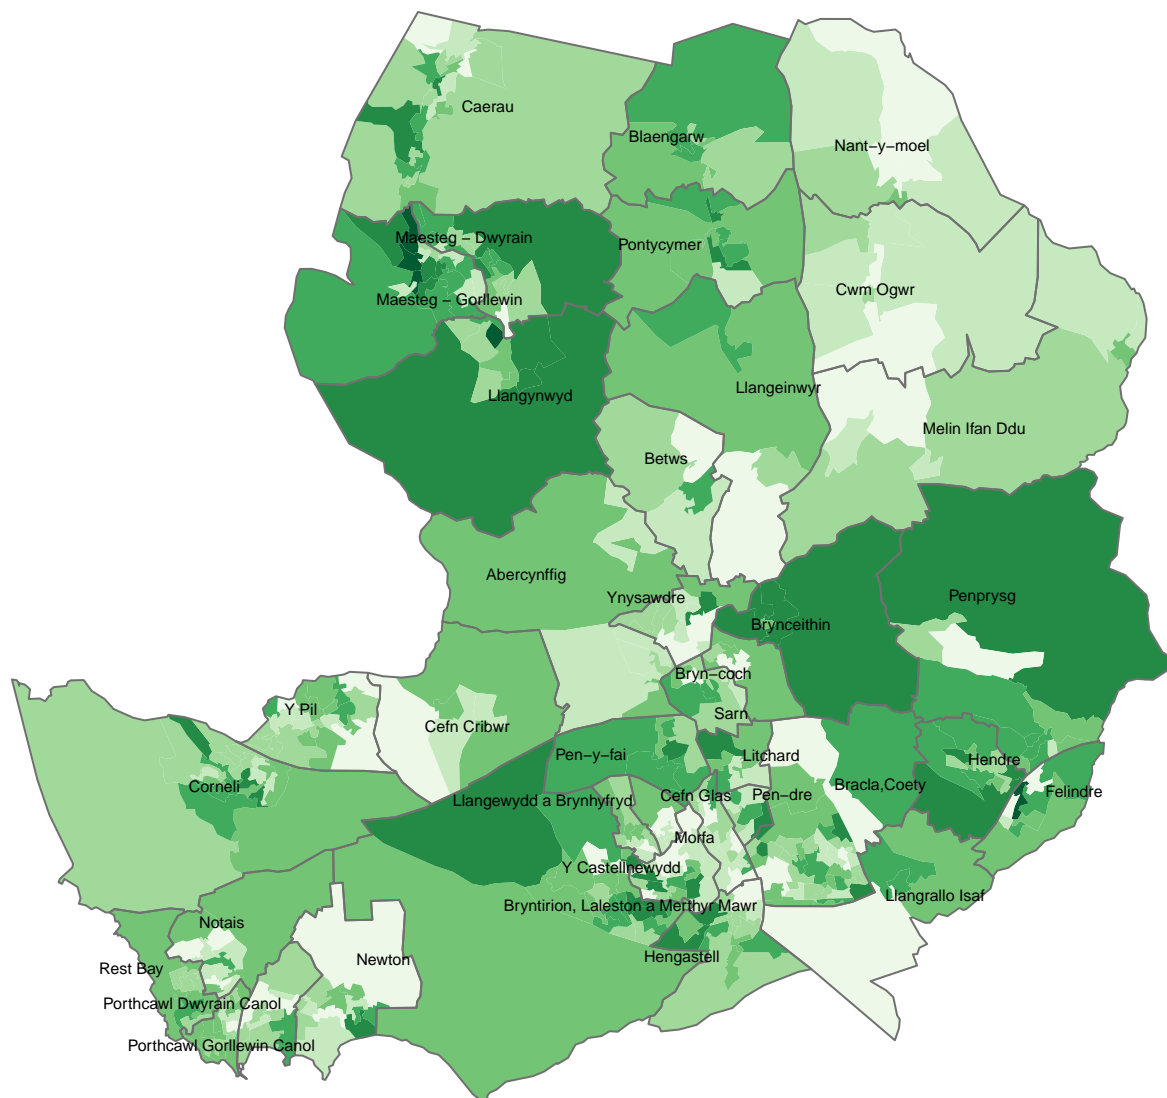 Caerau
Blaengarw
Nant-y-moel
Maesteg - Dwyrain
Pontycymer
Cwm Ogwr
Maesteg - Gorllewin
Llangeinwyr
Llangynwyd
Melin Ifan Ddu
Betws
Abercynffig
Ynysawdre
Penprysg
Brynceithin
Bryn-coch
Y Pil
Sarn
Cefn Cribwr
Pen-y-fai
Litchard
Hendre
Corneli
Bracla,Coety
Felindre
Llangewydd a Brynhyfryd
Cefn Glas
Pen-dre
Morfa
Y Castellnewydd
Llangrallo Isaf
Bryntirion, Laleston a Merthyr Mawr
Notais
Hengastell
Newton
Rest Bay
Porthcawl Dwyrain Canol
Porthcawl Gorllewin Canol